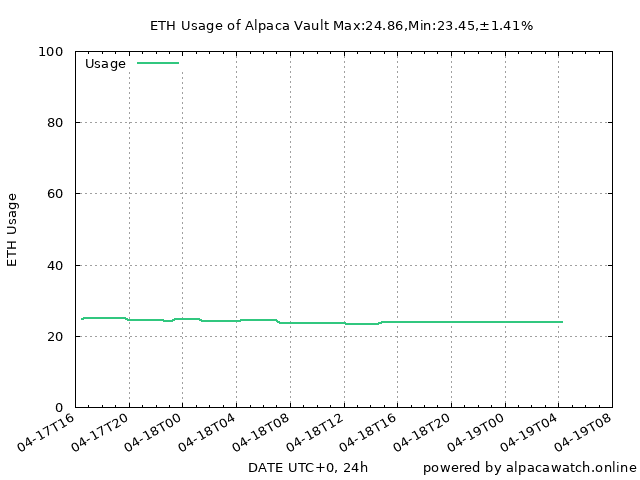 ETH Usage of Alpaca Vault Max:24.86,Min:23.45,±1.41%
Usage
100
80
60
40
20
0
ETH Usage
04-17T16
04-17T20
04-18T00
04-18T04
04-18T08
04-18T12
04-18T16
04-18T20
04-19T00
04-19T04
04-19T08
DATE UTC+0, 24h
powered by alpacawatch.online